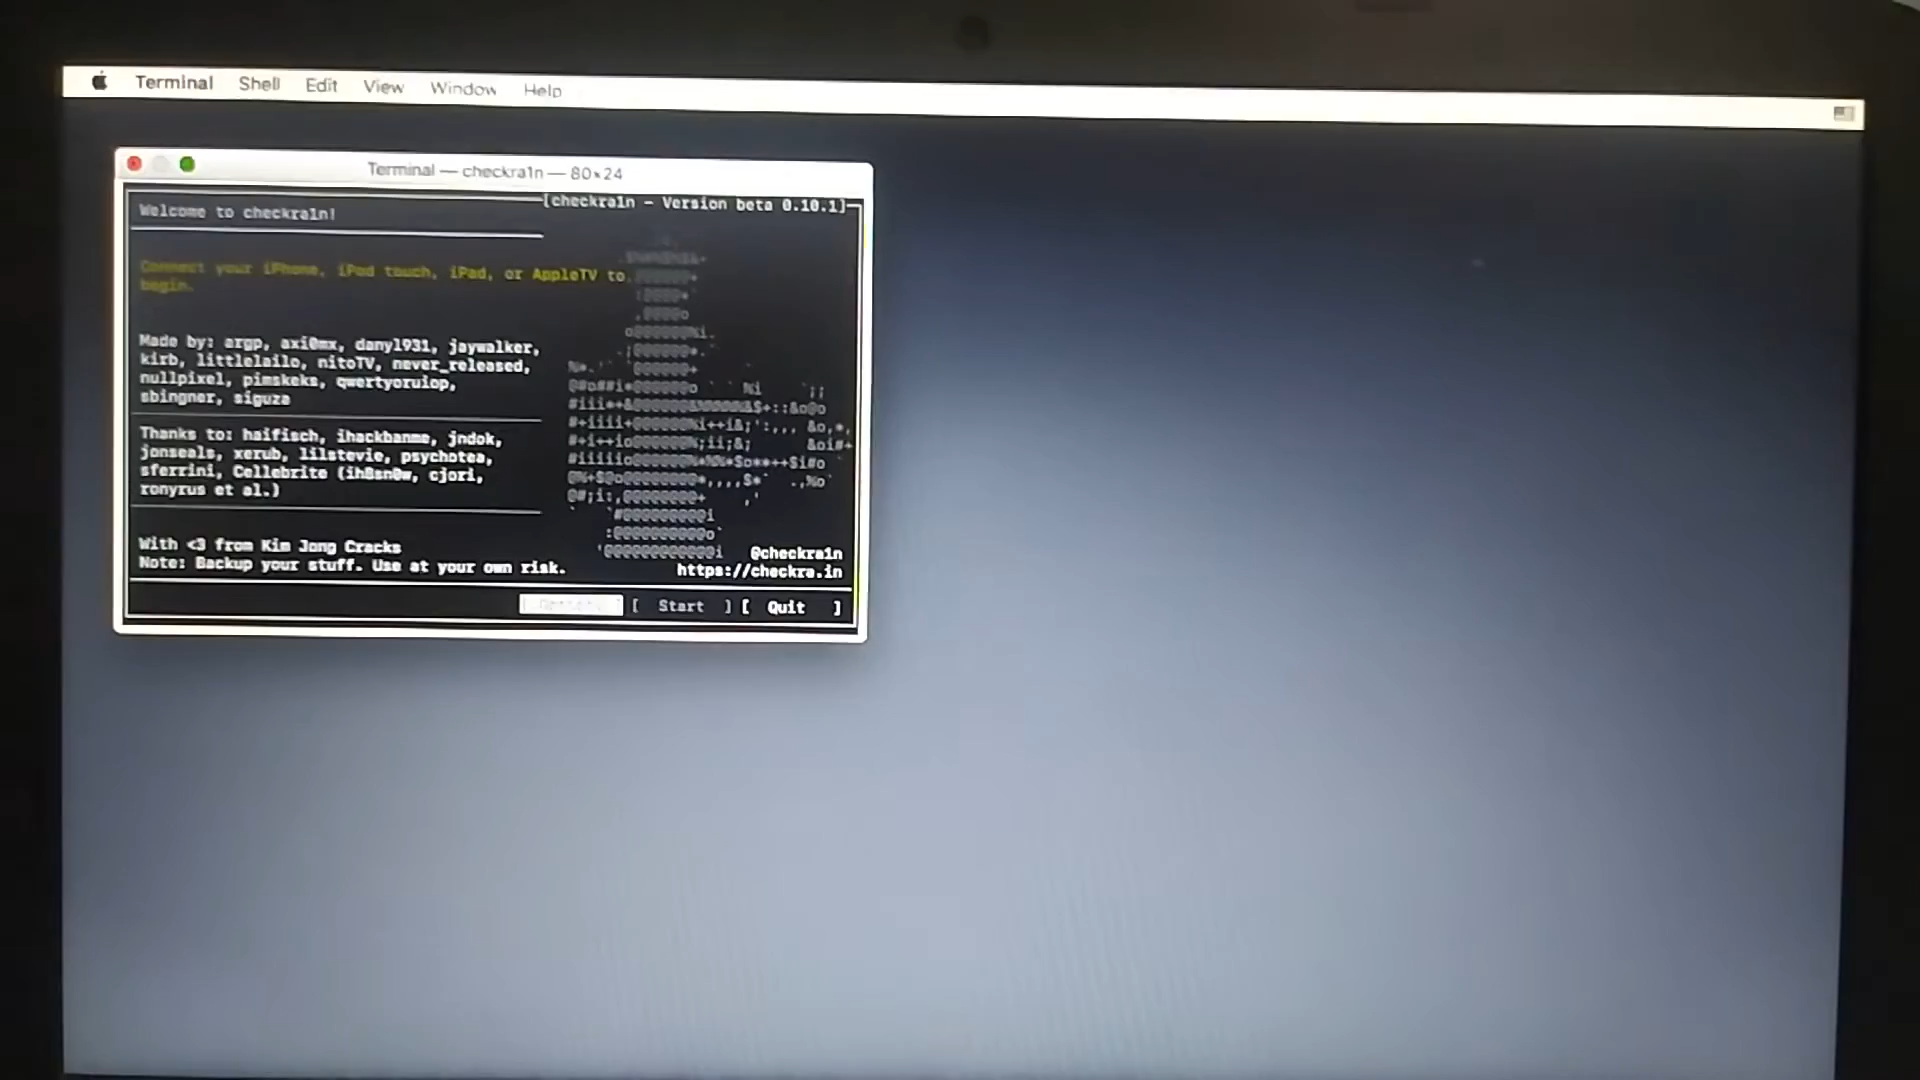 Terminal Shell Edit View Window Help
Terminal — checkra1n — 80×24
[checkra1n - Version beta 0.10.1]
Welcome to checkra1n!
Connect your iPhone, iPod touch, iPad, or AppleTV to
begin.
Made by: argp, axi0mx, danyl931, jaywalker,
kirb, littlelailo, nitoTV, never_released,
nullpixel, pimskeks, qwertyoruiop,
sbingner, siguza
Thanks to: haifisch, ihackbanme, jndok,
jonseals, xerub, lilstevie, psychotea,
sferrini, Cellebrite (ih8sn0w, cjori,
ronyrus et al.)
With <3 from Kim Jong Cracks
Note: Backup your stuff. Use at your own risk.
@checkra1n
https://checkra.in
[ Start ] [ Quit ]